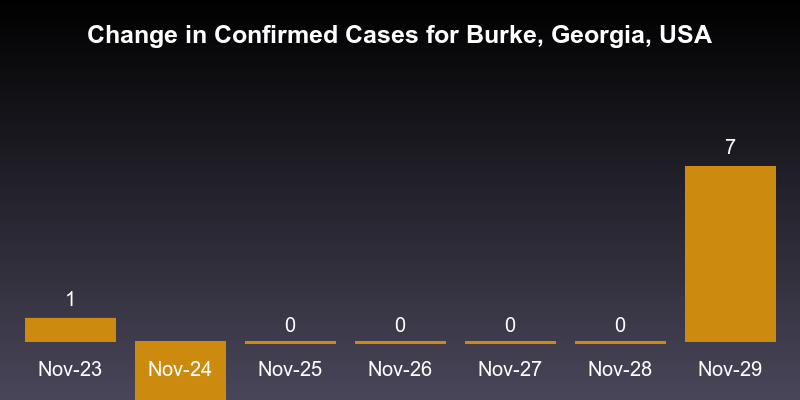 Change in Confirmed Cases for Burke, Georgia, USA
7
1
0 0 0 0
Nov-23 Nov-24 Nov-25 Nov-26 Nov-27 Nov-28 Nov-29